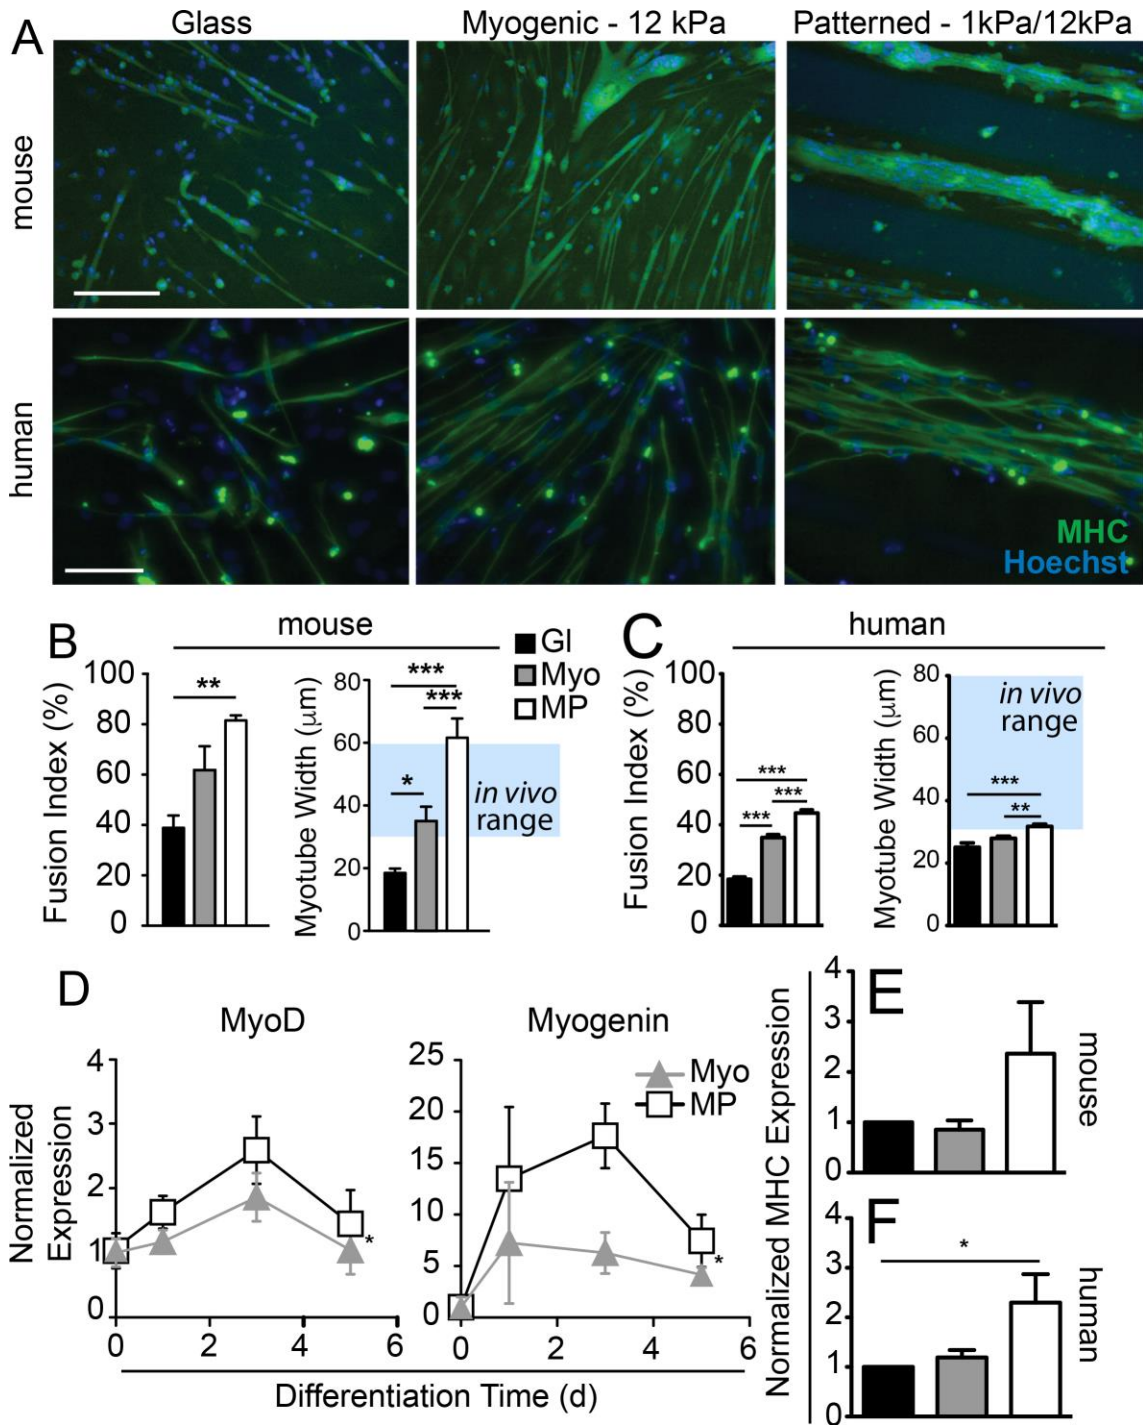 A
Glass
Myogenic - 12 kPa
Patterned - 1kPa/12kPa
mouse
human
MHC
Hoechst
B
mouse
Gl
Myo
MP
Fusion Index (%)
100
80
60
40
20
0
**
Myotube Width (μm)
80
60
40
20
0
***
***
*
in vivo
range
C
human
Fusion Index (%)
100
80
60
40
20
0
***
***
***
Myotube Width (μm)
80
60
40
20
0
in vivo
range
***
**
D
MyoD
Normalized
Expression
4
3
2
1
0
*
0 2 4 6
Myogenin
25
20
15
10
5
0
Myo
MP
*
0 2 4 6
Differentiation Time (d)
Normalized MHC Expression
E
4
3
2
1
0
mouse
F
4
3
2
1
0
*
human